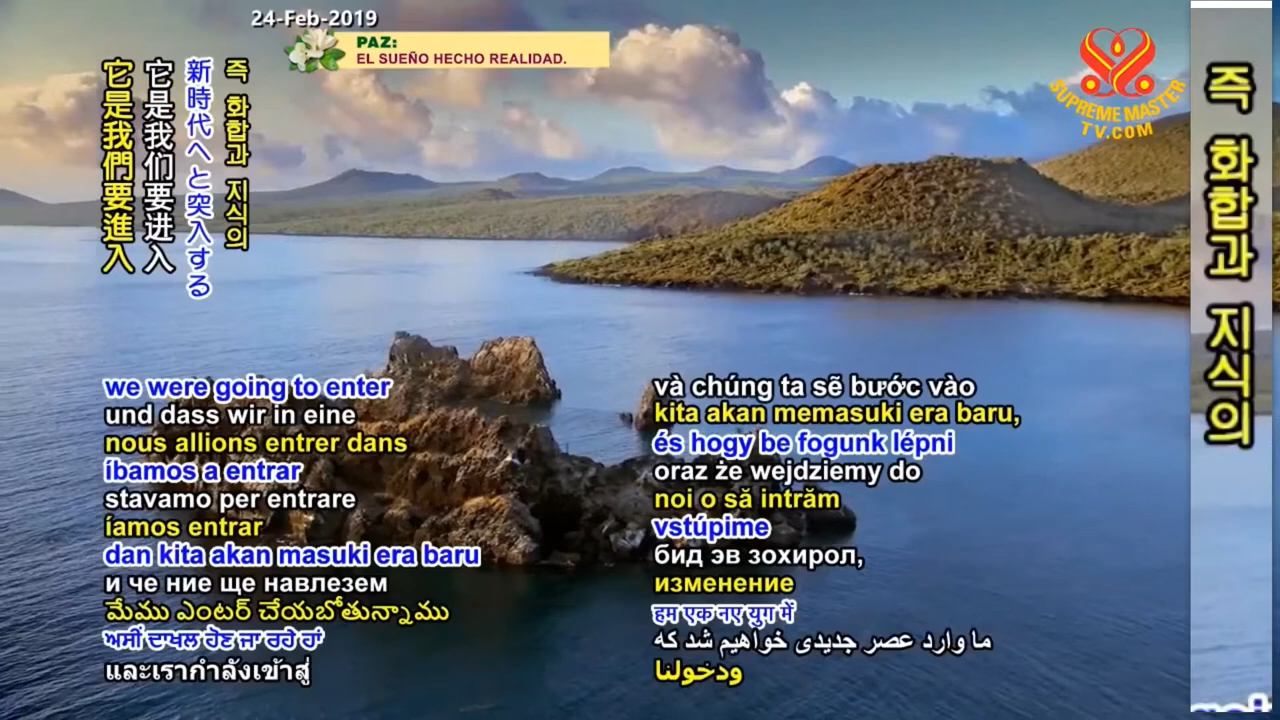 24-Feb-2019
PAZ:
EL SUEÑO HECHO REALIDAD.
SUPREME MASTER
TV.COM
즉 화합과 지식의
新時代へと突入する
它是我们要进入
它是我們要進入
we were going to enter
und dass wir in eine
nous allions entrer dans
íbamos a entrar
stavamo per entrare
íamos entrar
dan kita akan masuki era baru
и че ние ще навлезем
మేము ఎంటర్ చేయబోతున్నాము
ਅਸੀਂ ਦਾਖਲ ਹੋਣ ਜਾ ਰਹੇ ਹਾਂ
และเรากำลังเข้าสู่
và chúng ta sẽ bước vào
kita akan memasuki era baru,
és hogy be fogunk lépni
oraz że wejdziemy do
noi o să intrăm
vstúpime
бид эв зохирол,
изменение
हम एक नए युग में
ما وارد عصر جدیدی خواهیم شد که
ودخولنا
즉 화합과 지식의